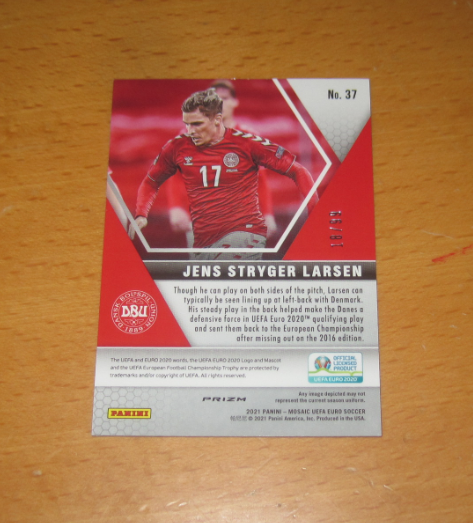 No. 37
17
JENS STRYGER LARSEN
Though he can play on both sides of the pitch, Larsen can
typically be seen lining up at left-back with Denmark.
His steady play in the back helped make the Danes a
defensive force in UEFA Euro 2020™ qualifying play
and sent them back to the European Championship
after missing out on the 2016 edition.
DANSK BOLDSPIL-UNION
DBU
1889
The UEFA and EURO 2020 words, the UEFA EURO 2020 Logo and Mascot
and the UEFA European Football Championship Trophy are protected by
trademarks and/or copyright of UEFA. All rights reserved.
OFFICIAL
LICENSED
PRODUCT
UEFA EURO 2020
PANINI
PRIZM
Any image depicted may not
represent the current season uniform.
2021 PANINI – MOSAIC UEFA EURO SOCCER
© 2021 Panini America, Inc. Produced in the USA.